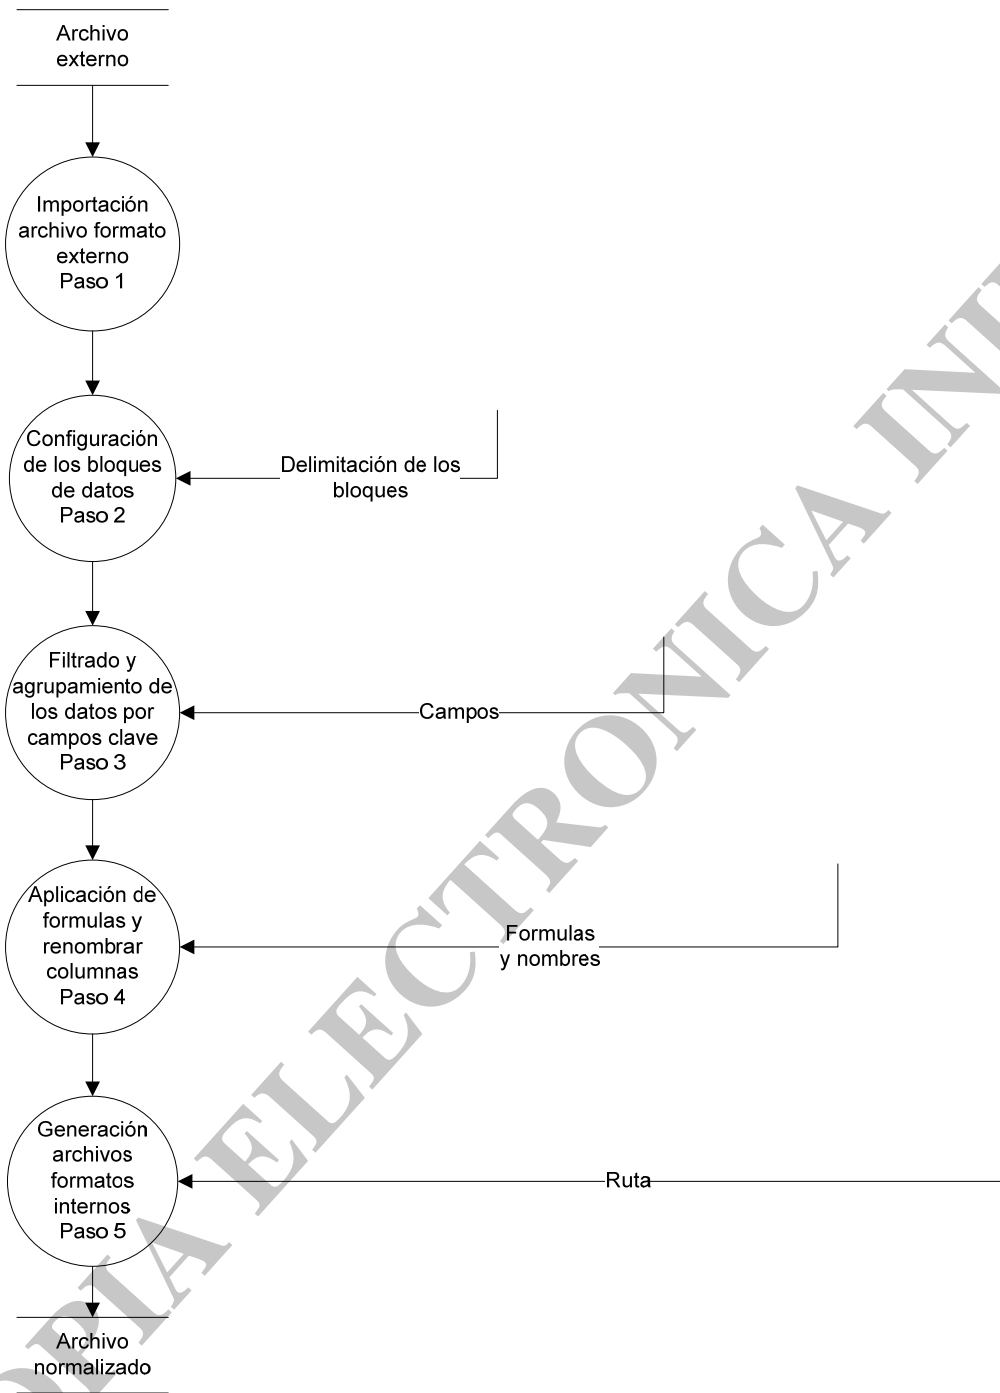 Archivo
externo
Importación
archivo formato
externo
Paso 1
Configuración
de los bloques
de datos
Paso 2
Delimitación de los
bloques
Filtrado y
agrupamiento de
los datos por
campos clave
Paso 3
Campos
Aplicación de
formulas y
renombrar
columnas
Paso 4
Formulas
y nombres
Generación
archivos
formatos
internos
Paso 5
Ruta
Archivo
normalizado
ELECTRONICA